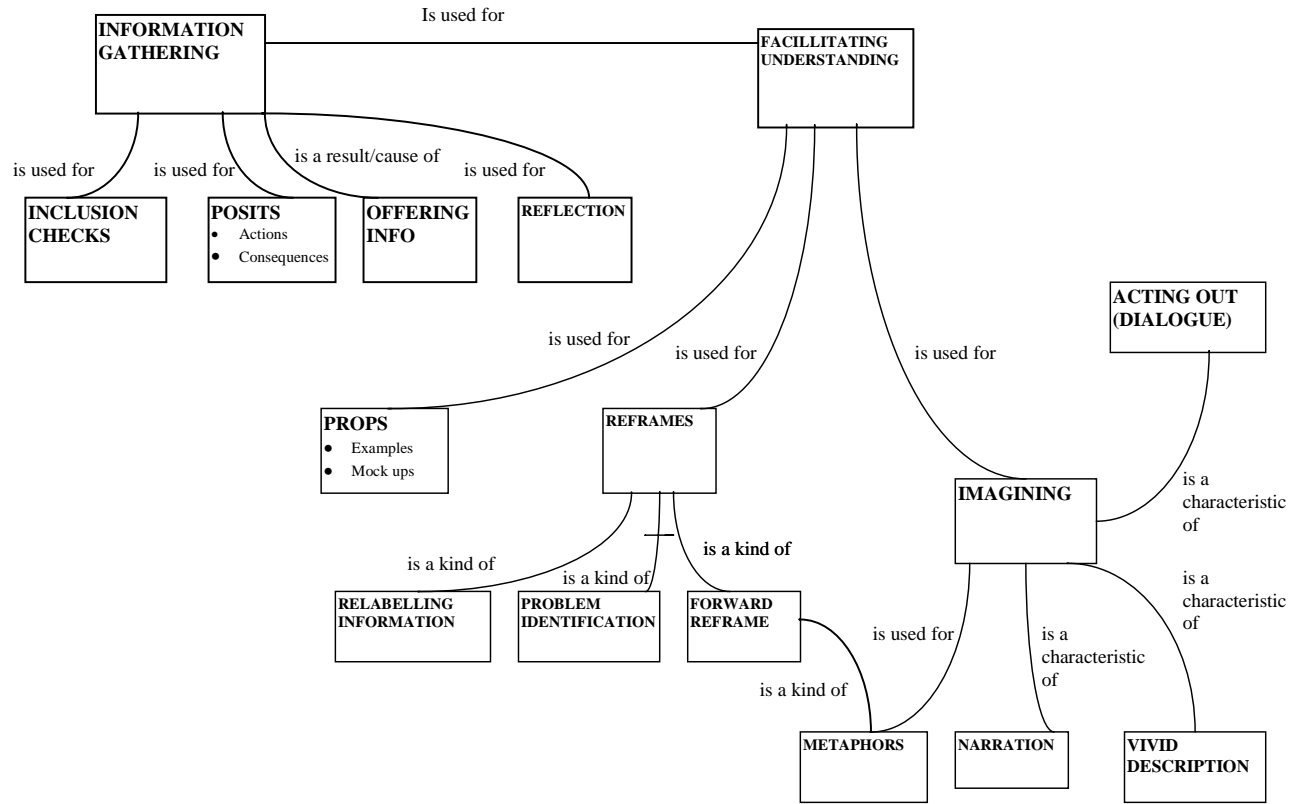 Is used for
INFORMATION
GATHERING
FACILLITATING
UNDERSTANDING
is used for
is used for
is a result/cause of
is used for
INCLUSION
CHECKS
POSITS
• Actions
• Consequences
OFFERING
INFO
REFLECTION
ACTING OUT
(DIALOGUE)
is used for
is used for
is used for
PROPS
• Examples
• Mock ups
REFRAMES
IMAGINING
is a
characteristic
of
is a kind of
is a kind of
is a kind of
is a
characteristic
of
RELABELLING
INFORMATION
PROBLEM
IDENTIFICATION
FORWARD
REFRAME
is used for
is a
characteristic
of
is a kind of
METAPHORS
NARRATION
VIVID
DESCRIPTION